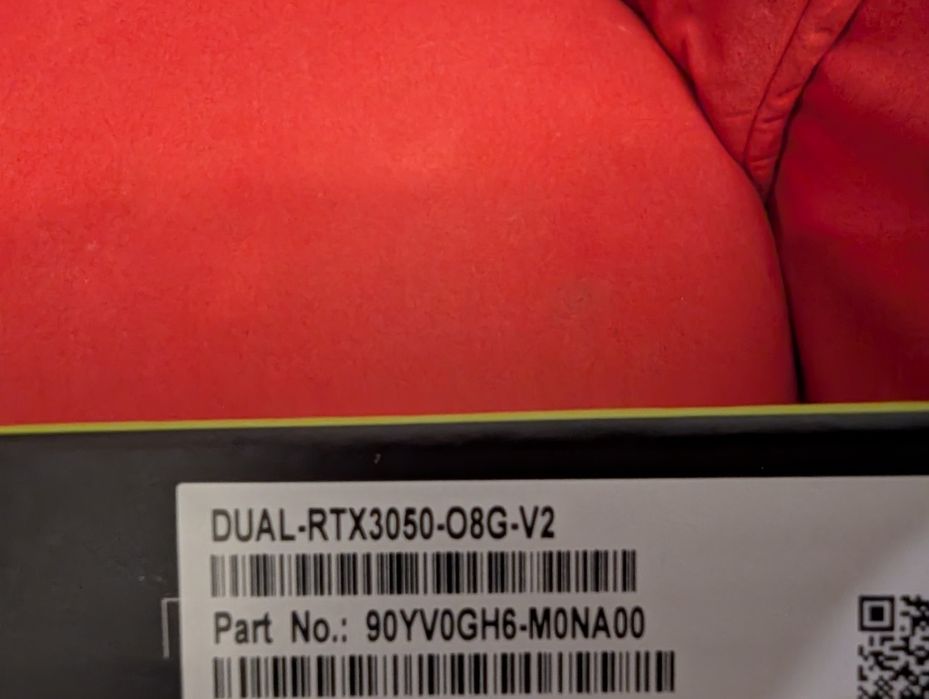 DUAL-RTX3050-O8G-V2
Part No.: 90YV0GH6-M0NA00